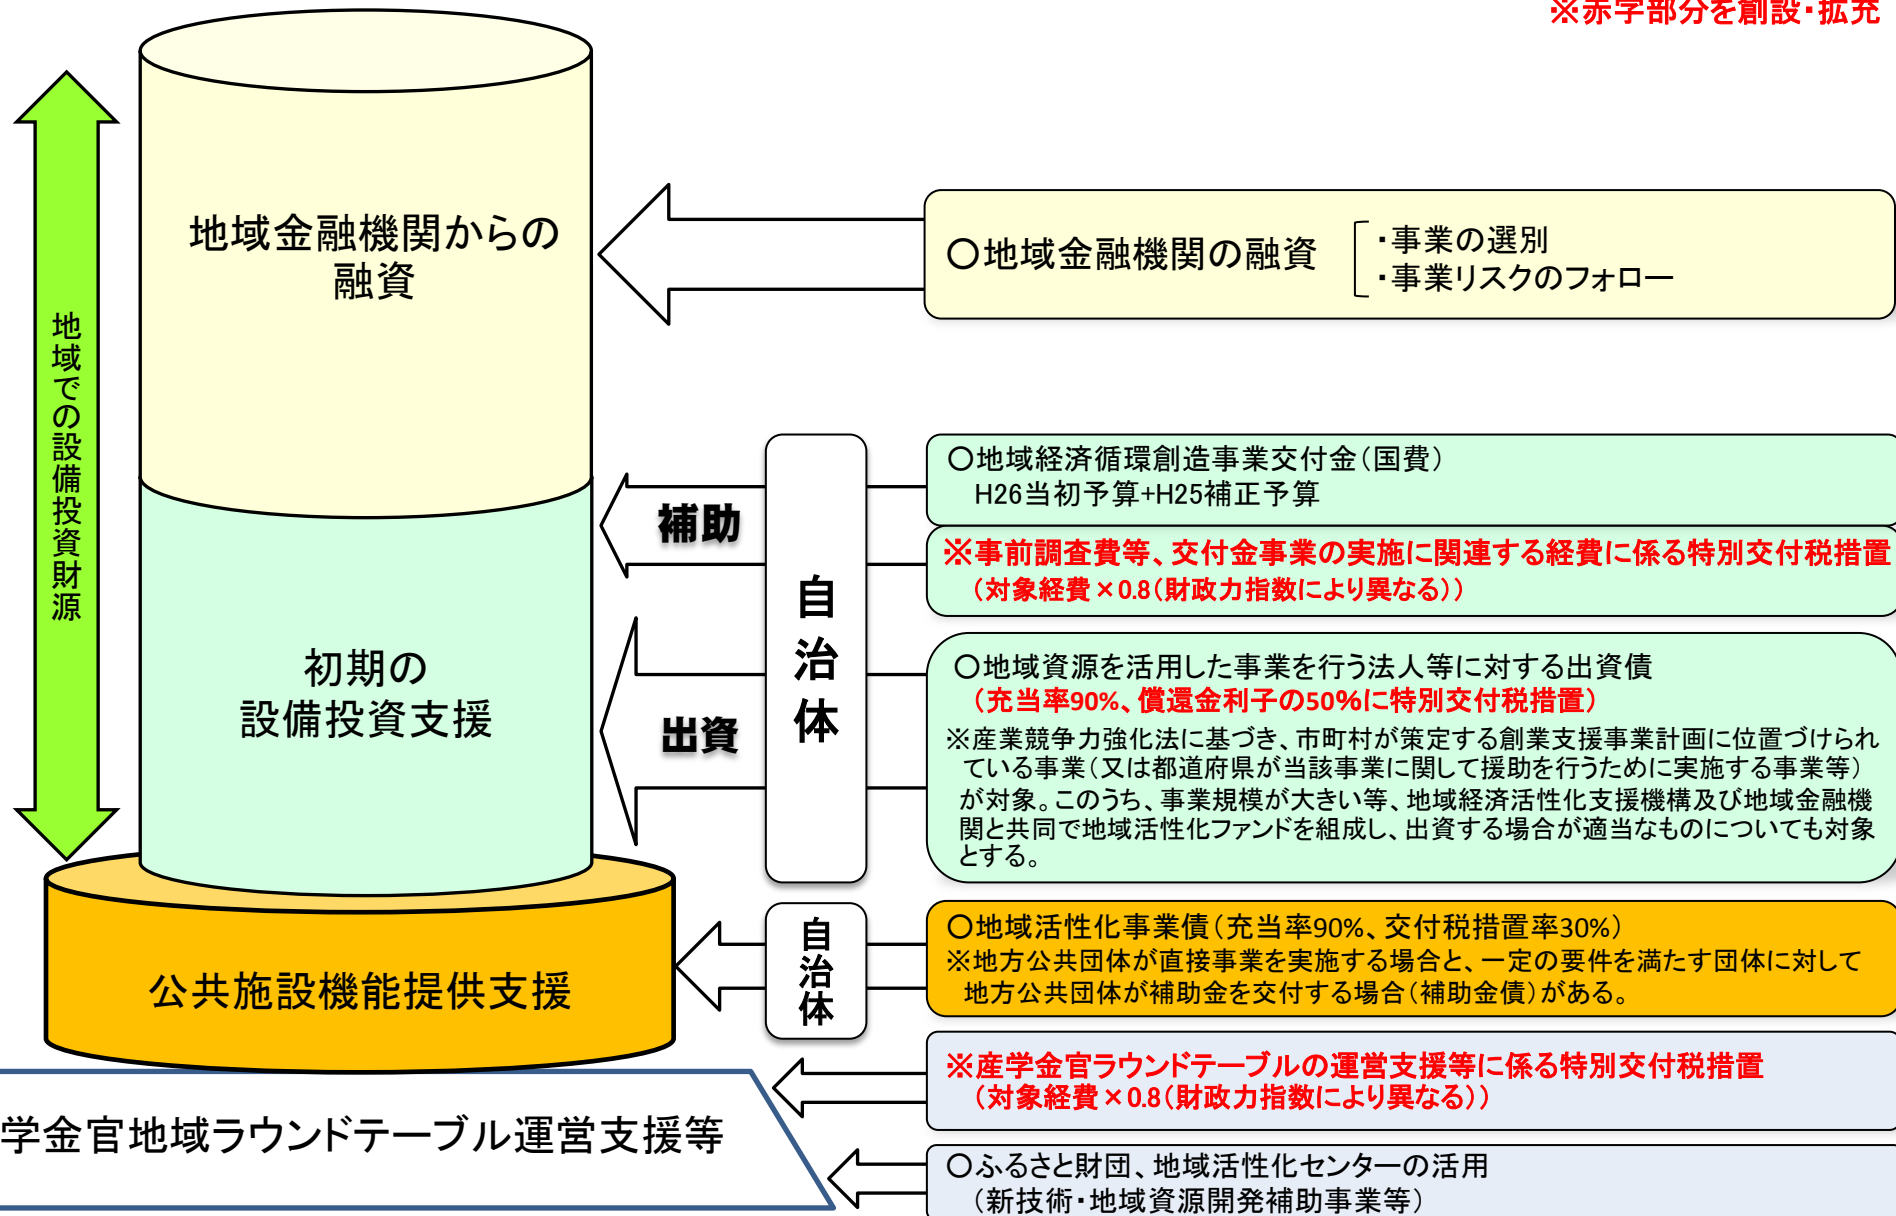 ※赤字部分を創設・拡充
地域での設備投資財源
地域金融機関からの
融資
○地域金融機関の融資
・事業の選別
・事業リスクのフォロー
初期の
設備投資支援
補助
出資
自治体
○地域経済循環創造事業交付金(国費)
H26当初予算+H25補正予算
※事前調査費等、交付金事業の実施に関連する経費に係る特別交付税措置
(対象経費×0.8(財政力指数により異なる))
○地域資源を活用した事業を行う法人等に対する出資債
(充当率90%、償還金利子の50%に特別交付税措置)
※産業競争力強化法に基づき、市町村が策定する創業支援事業計画に位置づけられ
ている事業(又は都道府県が当該事業に関して援助を行うために実施する事業等)
が対象。このうち、事業規模が大きい等、地域経済活性化支援機構及び地域金融機
関と共同で地域活性化ファンドを組成し、出資する場合が適当なものについても対象
とする。
公共施設機能提供支援
自治体
○地域活性化事業債(充当率90%、交付税措置率30%)
※地方公共団体が直接事業を実施する場合と、一定の要件を満たす団体に対して
地方公共団体が補助金を交付する場合(補助金債)がある。
学金官地域ラウンドテーブル運営支援等
※産学金官ラウンドテーブルの運営支援等に係る特別交付税措置
(対象経費×0.8(財政力指数により異なる))
○ふるさと財団、地域活性化センターの活用
(新技術・地域資源開発補助事業等)